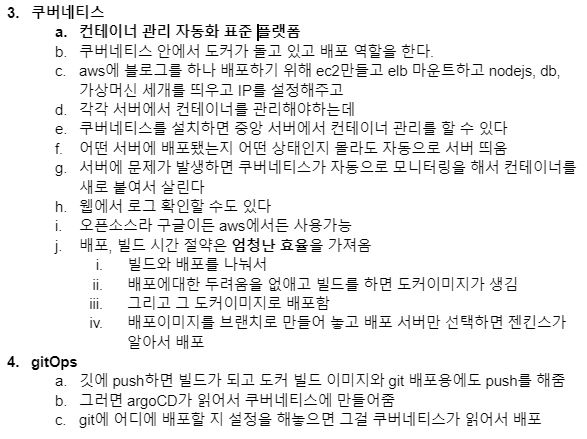 3. 쿠버네티스
a. 컨테이너 관리 자동화 표준 플랫폼
b. 쿠버네티스 안에서 도커가 돌고 있고 배포 역할을 한다.
c. aws에 블로그를 하나 배포하기 위해 ec2만들고 elb 마운트하고 nodejs, db,
가상머신 세개를 띄우고 IP를 설정해주고
d. 각각 서버에서 컨테이너를 관리해야하는데
e. 쿠버네티스를 설치하면 중앙 서버에서 컨테이너 관리를 할 수 있다
f. 어떤 서버에 배포됐는지 어떤 상태인지 몰라도 자동으로 서버 띄움
g. 서버에 문제가 발생하면 쿠버네티스가 자동으로 모니터링을 해서 컨테이너를
새로 붙여서 살린다
h. 웹에서 로그 확인할 수도 있다
i. 오픈소스라 구글이든 aws에서든 사용가능
j. 배포, 빌드 시간 절약은 엄청난 효율을 가져옴
i. 빌드와 배포를 나눠서
ii. 배포에대한 두려움을 없애고 빌드를 하면 도커이미지가 생김
iii. 그리고 그 도커이미지로 배포함
iv. 배포이미지를 브랜치로 만들어 놓고 배포 서버만 선택하면 젠킨스가
알아서 배포
4. gitOps
a. 깃에 push하면 빌드가 되고 도커 빌드 이미지와 git 배포용에도 push를 해줌
b. 그러면 argoCD가 읽어서 쿠버네티스에 만들어줌
c. git에 어디에 배포할 지 설정을 해놓으면 그걸 쿠버네티스가 읽어서 배포